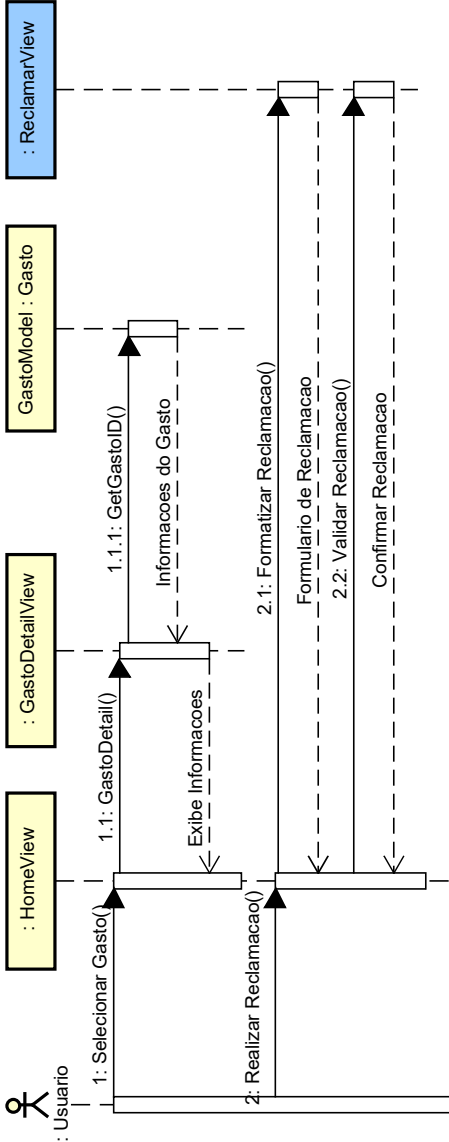 : Usuario
: HomeView
: GastoDetailView
GastoModel : Gasto
: ReclamarView
1: Selecionar Gasto()
1.1: GastoDetail()
1.1.1: GetGastoID()
Informacoes do Gasto
Exibe Informacoes
2: Realizar Reclamacao()
2.1: Formatizar Reclamacao()
Formulario de Reclamacao
2.2: Validar Reclamacao()
Confirmar Reclamacao